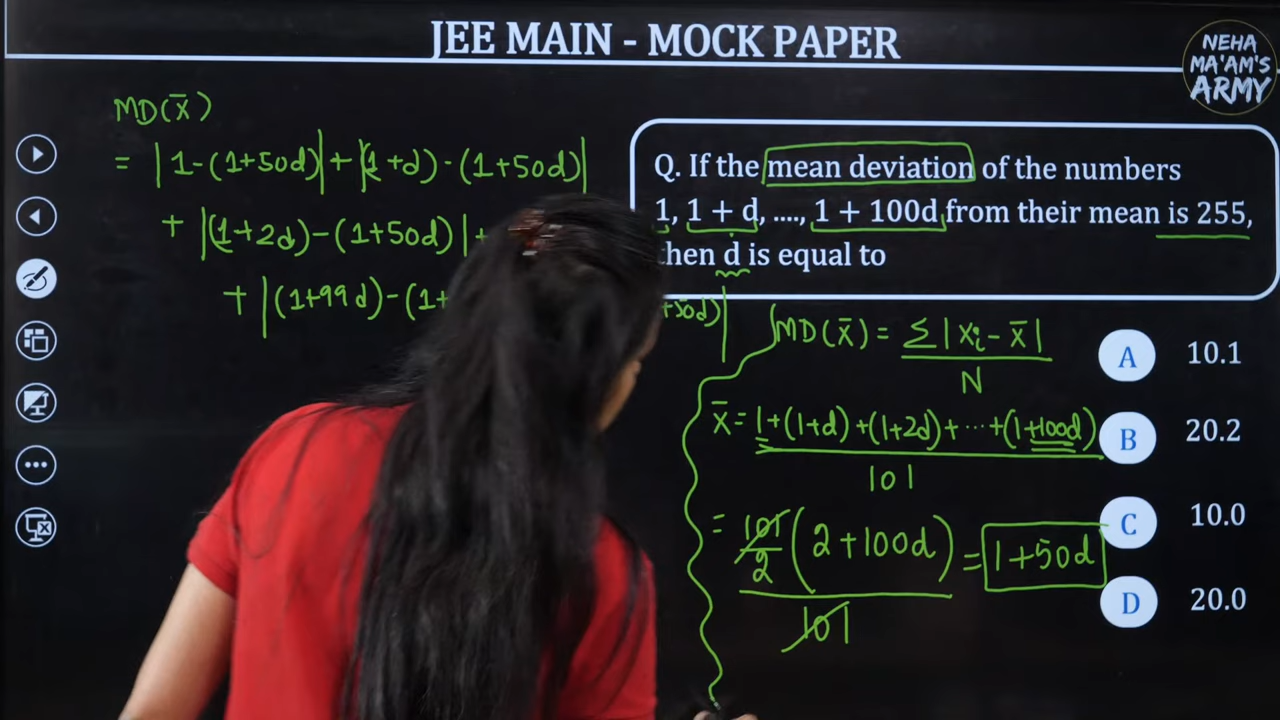 JEE MAIN - MOCK PAPER
NEHA
MA'AM'S
ARMY
MD(x̄)
= |1-(1+50d)| + |(1+d)-(1+50d)|
+ |(1+2d)-(1+50d)| +
+ |(1+99d)-(1+
+50d)|
Q. If the mean deviation of the numbers
1, 1 + d, ...., 1 + 100d from their mean is 255,
then d is equal to
MD(x̄) = Σ|xi - x̄|
N
x̄ = 1+(1+d)+(1+2d)+...+(1+100d)
101
= 101/2 (2+100d) = 1+50d
101
A 10.1
B 20.2
C 10.0
D 20.0